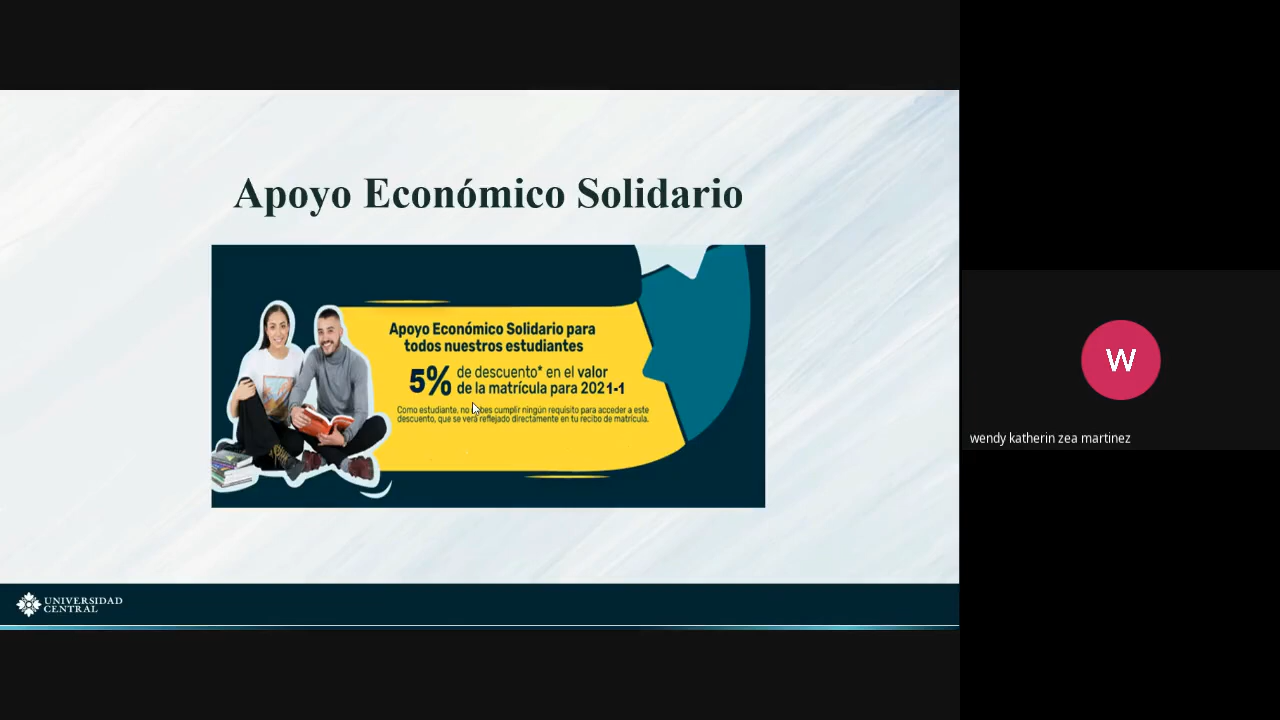 Apoyo Económico Solidario
Apoyo Económico Solidario para
todos nuestros estudiantes
5% de descuento* en el valor
de la matrícula para 2021-1
Como estudiante, no debes cumplir ningún requisito para acceder a este
descuento, que se verá reflejado directamente en tu recibo de matrícula.
UNIVERSIDAD
CENTRAL
W
wendy katherin zea martinez